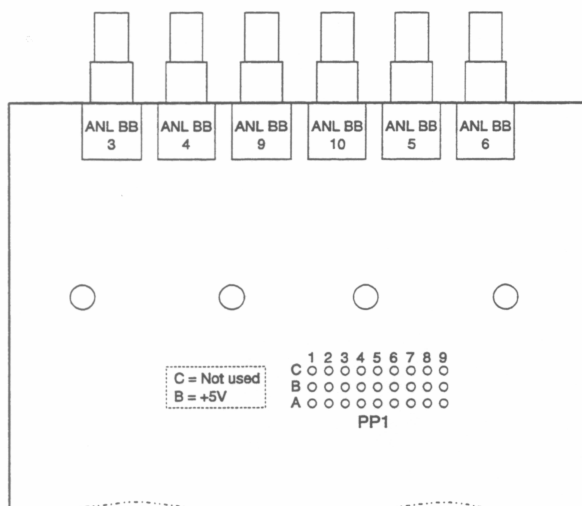 ANL BB
3
ANL BB
4
ANL BB
9
ANL BB
10
ANL BB
5
ANL BB
6
1 2 3 4 5 6 7 8 9
C
B
A
C = Not used
B = +5V
PP1